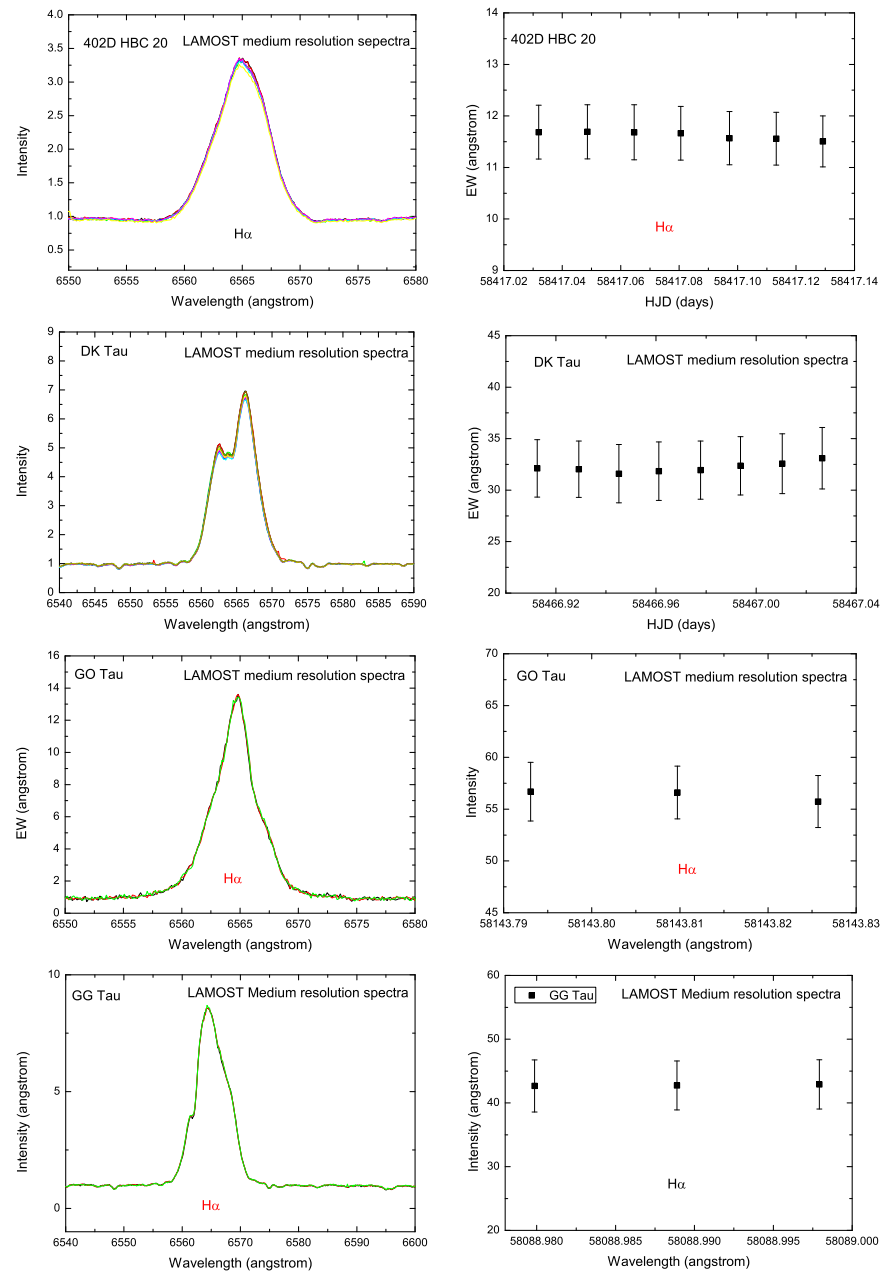 402D HBC 20 LAMOST medium resolution sepectra
4.0
3.5
3.0
2.5
2.0
1.5
1.0
0.5
Intensity
Hα
6550 6555 6560 6565 6570 6575 6580
Wavelength (angstrom)
402D HBC 20 LAMOST medium resolution spectra
14
13
12
11
10
9
EW (angstrom)
Hα
58417.02 58417.04 58417.06 58417.08 58417.10 58417.12 58417.14
HJD (days)
DK Tau LAMOST medium resolution spectra
9
8
7
6
5
4
3
2
1
0
Intensity
6540 6545 6550 6555 6560 6565 6570 6575 6580 6585 6590
Wavelength (angstrom)
DK Tau LAMOST medium resolution spectra
45
40
35
30
25
20
EW (angstrom)
58466.92 58466.96 58467.00 58467.04
HJD (days)
GO Tau LAMOST medium resolution spectra
16
14
12
10
8
6
4
2
0
EW (angstrom)
Hα
6550 6555 6560 6565 6570 6575 6580
Wavelength (angstrom)
GO Tau LAMOST medium resolution spectra
70
65
60
55
50
45
Intensity
Hα
58143.79 58143.80 58143.81 58143.82 58143.83
Wavelength (angstrom)
GG Tau LAMOST Medium resolution spectra
10
5
0
Intensity (angstrom)
Hα
6540 6550 6560 6570 6580 6590 6600
Wavelength (angstrom)
GG Tau LAMOST Medium resolution spectra
60
50
40
30
20
Intensity (angstrom)
Hα
58088.980 58088.985 58088.990 58088.995 58089.000
Wavelength (angstrom)